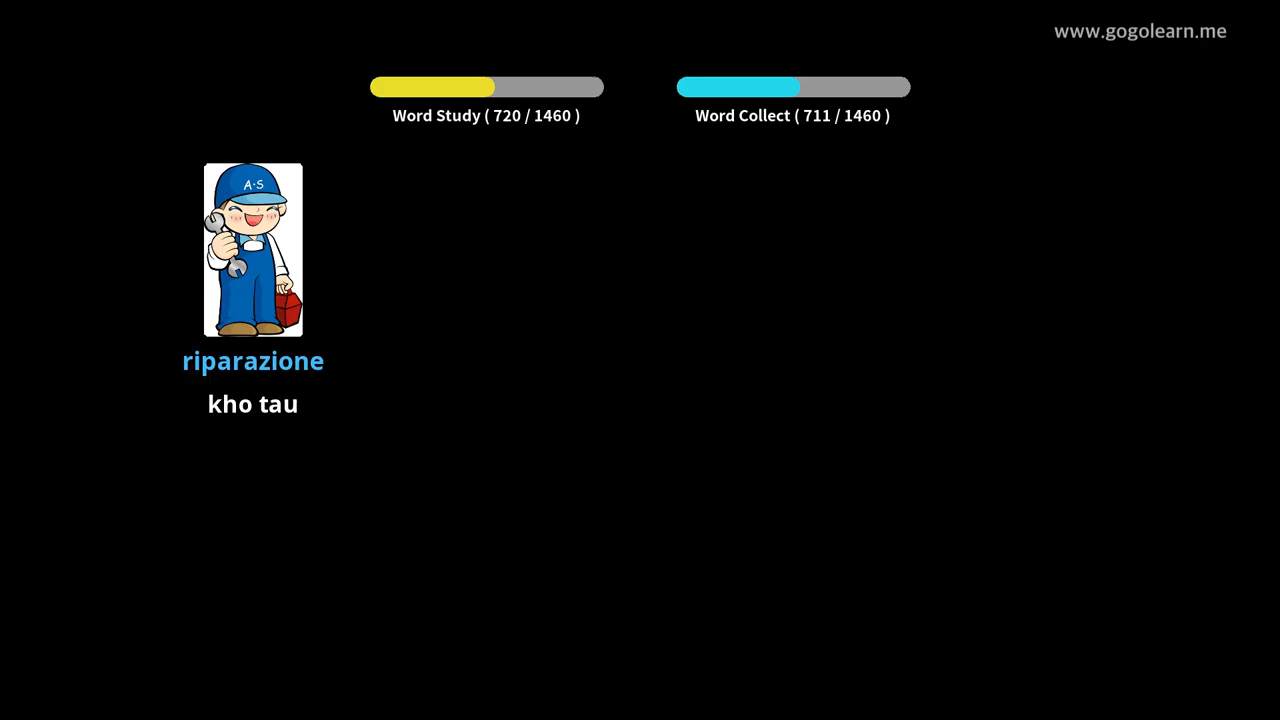 www.gogolearn.me
Word Study ( 720 / 1460 )
Word Collect ( 711 / 1460 )
A·S
riparazione
kho tau